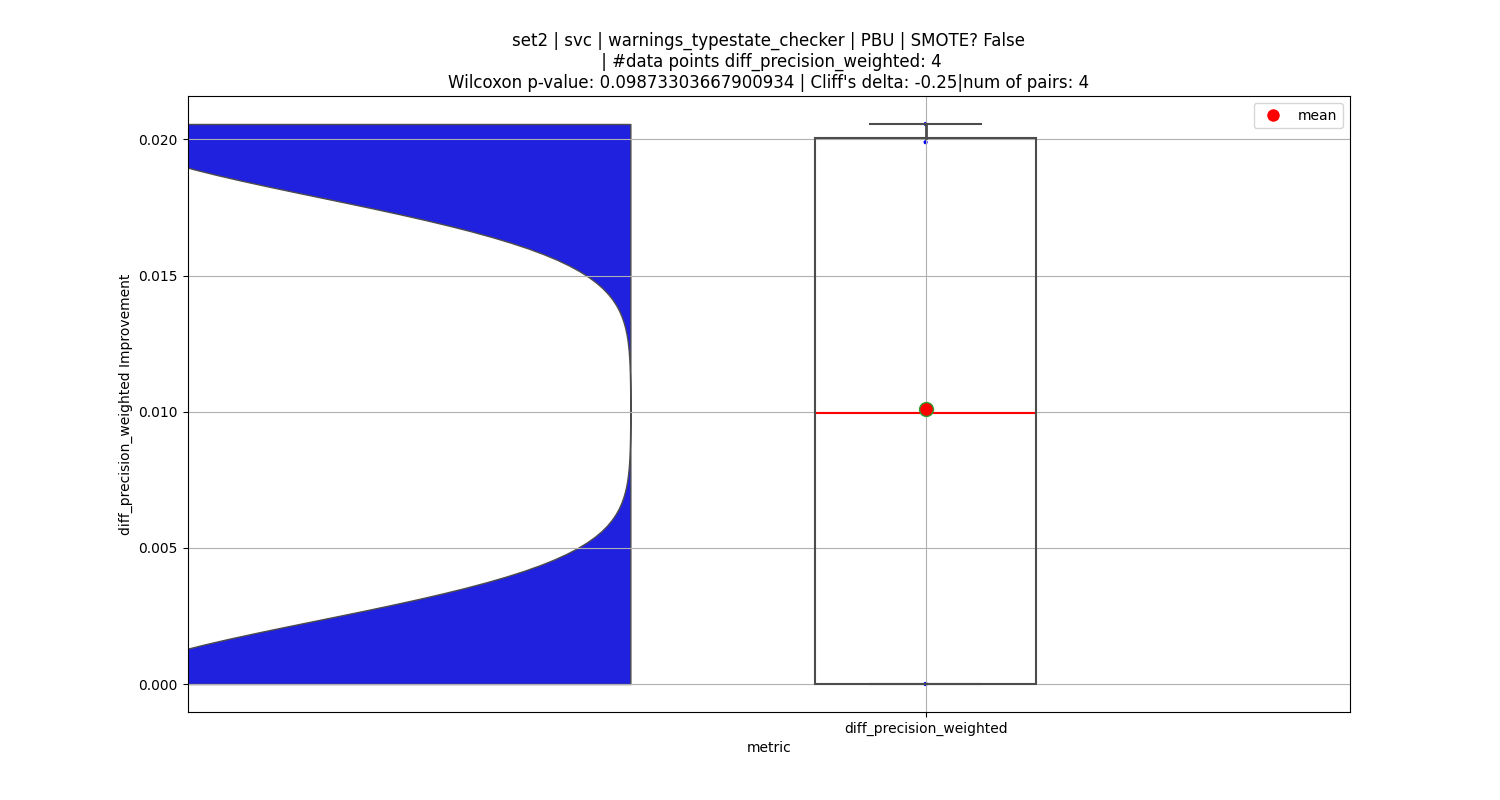 set2 | svc | warnings_typestate_checker | PBU | SMOTE? False
| #data points diff_precision_weighted: 4
Wilcoxon p-value: 0.09873303667900934 | Cliff's delta: -0.25|num of pairs: 4
mean
0.020
0.015
0.010
0.005
0.000
diff_precision_weighted Improvement
diff_precision_weighted
metric